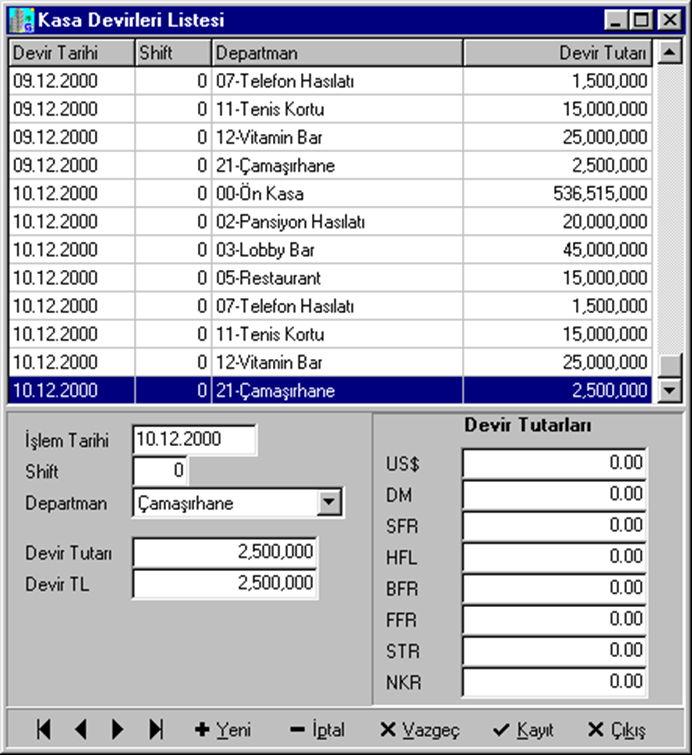 Kasa Devirleri Listesi
Devir Tarihi Shift Departman Devir Tutarı
09.12.2000 0 07-Telefon Hasılatı 1,500,000
09.12.2000 0 11-Tenis Kortu 15,000,000
09.12.2000 0 12-Vitamin Bar 25,000,000
09.12.2000 0 21-Çamaşırhane 2,500,000
10.12.2000 0 00-Ön Kasa 536,515,000
10.12.2000 0 02-Pansiyon Hasılatı 20,000,000
10.12.2000 0 03-Lobby Bar 45,000,000
10.12.2000 0 05-Restaurant 15,000,000
10.12.2000 0 07-Telefon Hasılatı 1,500,000
10.12.2000 0 11-Tenis Kortu 15,000,000
10.12.2000 0 12-Vitamin Bar 25,000,000
10.12.2000 0 21-Çamaşırhane 2,500,000
İşlem Tarihi 10.12.2000
Shift 0
Departman Çamaşırhane
Devir Tutarı 2,500,000
Devir TL 2,500,000
Devir Tutarları
US$ 0.00
DM 0.00
SFR 0.00
HFL 0.00
BFR 0.00
FFR 0.00
STR 0.00
NKR 0.00
Yeni İptal Vazgeç Kayıt Çıkış